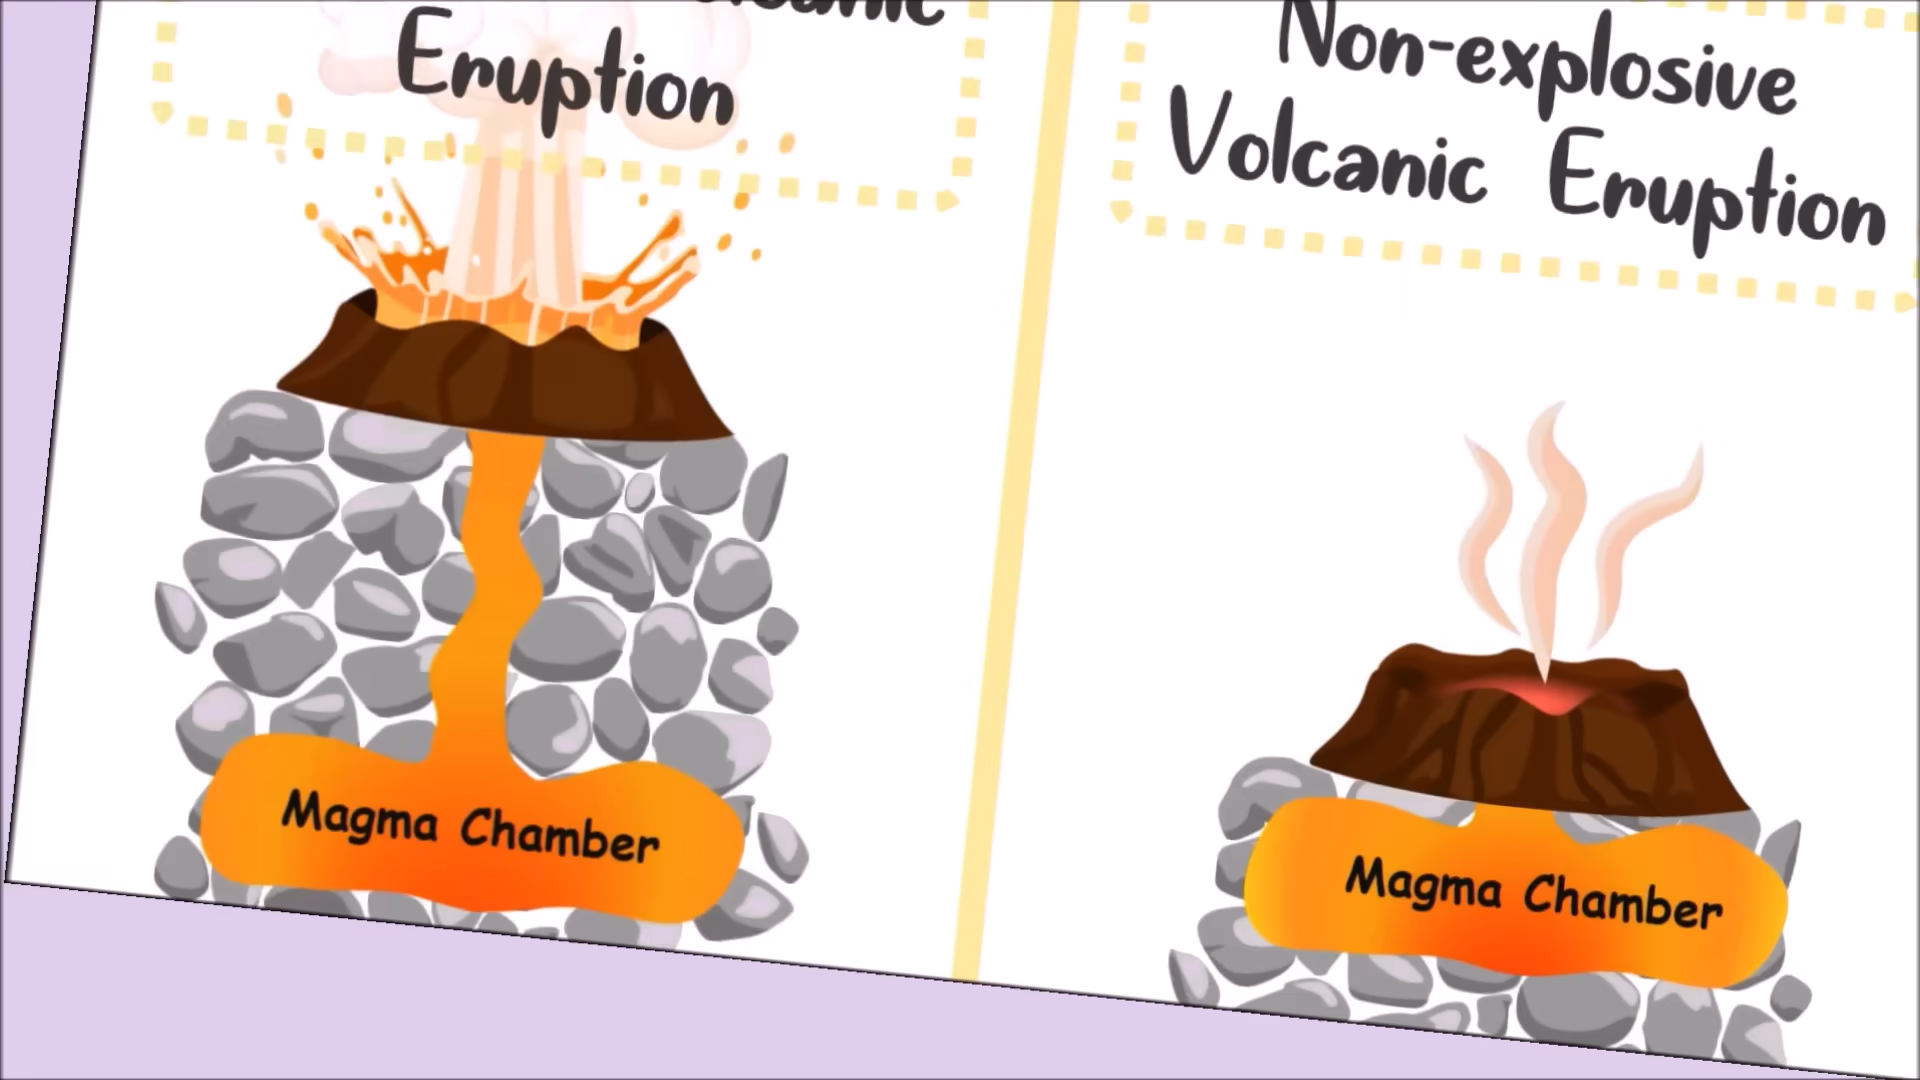 Eruption
Magma Chamber
Non-explosive
Volcanic Eruption
Magma Chamber